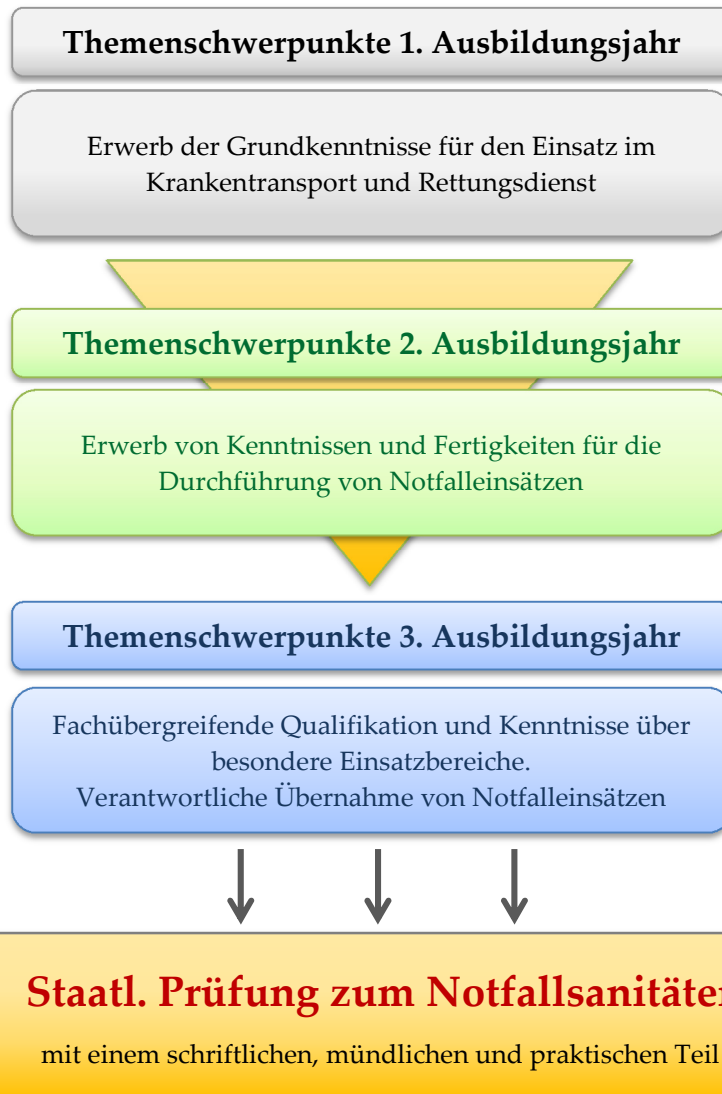 Themenschwerpunkte 1. Ausbildungsjahr
Erwerb der Grundkenntnisse für den Einsatz im
Krankentransport und Rettungsdienst
Themenschwerpunkte 2. Ausbildungsjahr
Erwerb von Kenntnissen und Fertigkeiten für die
Durchführung von Notfalleinsätzen
Themenschwerpunkte 3. Ausbildungsjahr
Fachübergreifende Qualifikation und Kenntnisse über
besondere Einsatzbereiche.
Verantwortliche Übernahme von Notfalleinsätzen
Staatl. Prüfung zum Notfallsanitäter
mit einem schriftlichen, mündlichen und praktischen Teil